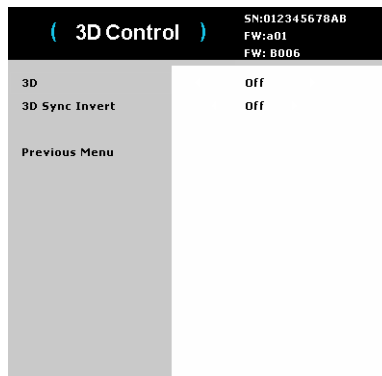 ( 3D Control )
SN:012345678AB
FW:a01
FW: B006
3D Off
3D Sync Invert Off
Previous Menu